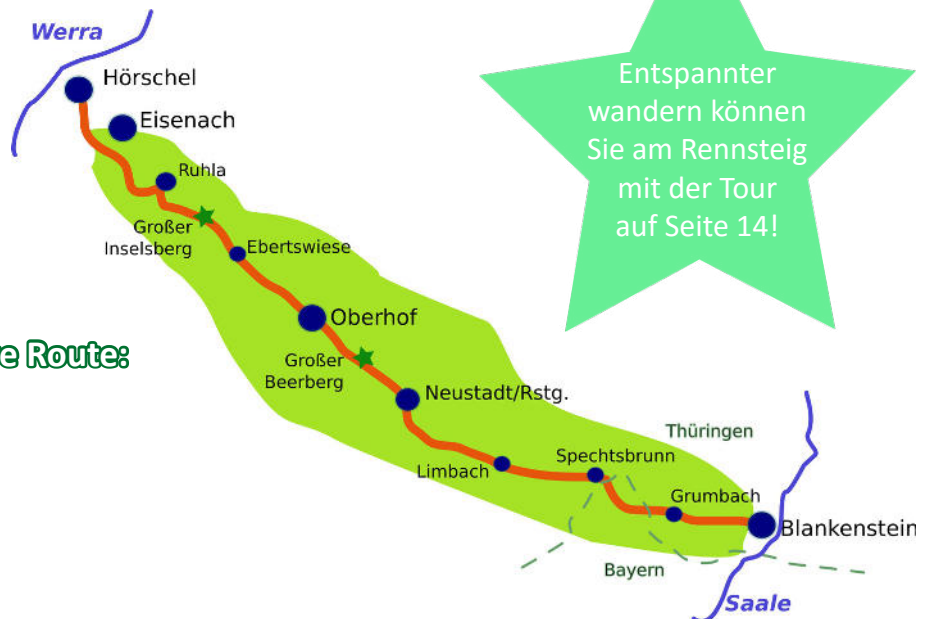 Werra
Hörschel
Eisenach
Ruhla
Großer
Inselsberg
Ebertswiese
Oberhof
Großer
Beerberg
Neustadt/Rstg.
Limbach
Spechtsbrunn
Thüringen
Grumbach
Blankenstein
Bayern
Saale
Entspannter
wandern können
Sie am Rennsteig
mit der Tour
auf Seite 14!
e Route: